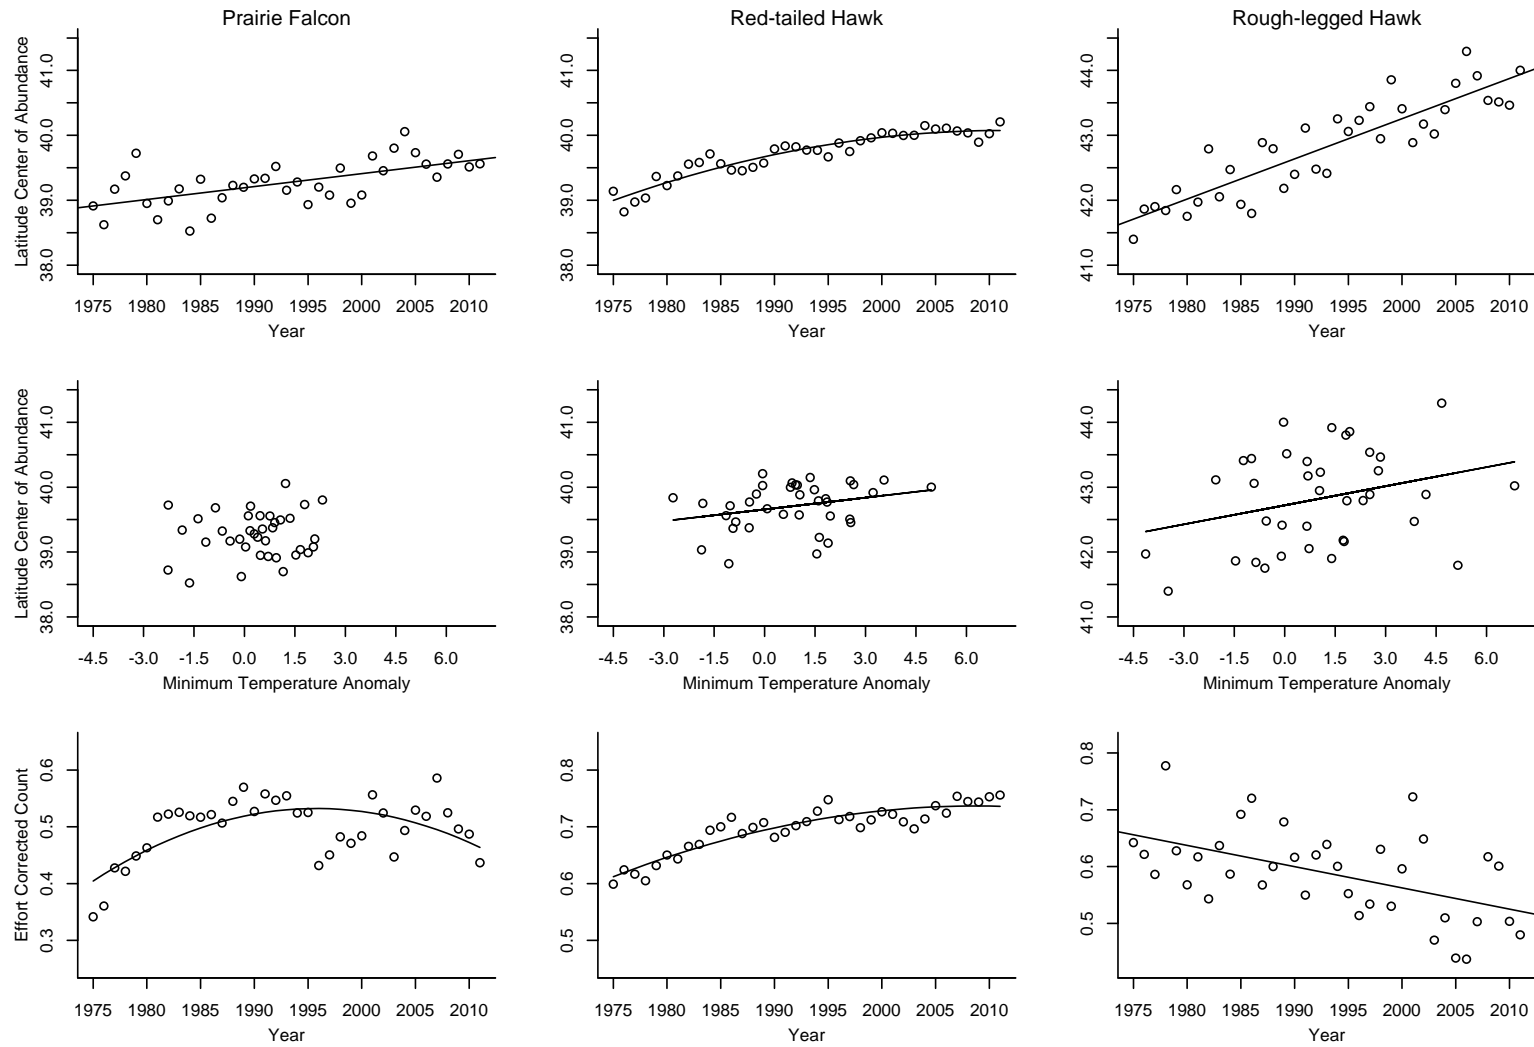 Prairie Falcon
Red-tailed Hawk
Rough-legged Hawk
Latitude Center of Abundance
38.0 39.0 40.0 41.0
38.0 39.0 40.0 41.0
41.0 42.0 43.0 44.0
1975 1980 1985 1990 1995 2000 2005 2010
1975 1980 1985 1990 1995 2000 2005 2010
1975 1980 1985 1990 1995 2000 2005 2010
Year
Year
Year
Latitude Center of Abundance
38.0 39.0 40.0 41.0
38.0 39.0 40.0 41.0
41.0 42.0 43.0 44.0
-4.5 -3.0 -1.5 0.0 1.5 3.0 4.5 6.0
-4.5 -3.0 -1.5 0.0 1.5 3.0 4.5 6.0
-4.5 -3.0 -1.5 0.0 1.5 3.0 4.5 6.0
Minimum Temperature Anomaly
Minimum Temperature Anomaly
Minimum Temperature Anomaly
Effort Corrected Count
0.3 0.4 0.5 0.6
0.5 0.6 0.7 0.8
0.5 0.6 0.7 0.8
1975 1980 1985 1990 1995 2000 2005 2010
1975 1980 1985 1990 1995 2000 2005 2010
1975 1980 1985 1990 1995 2000 2005 2010
Year
Year
Year